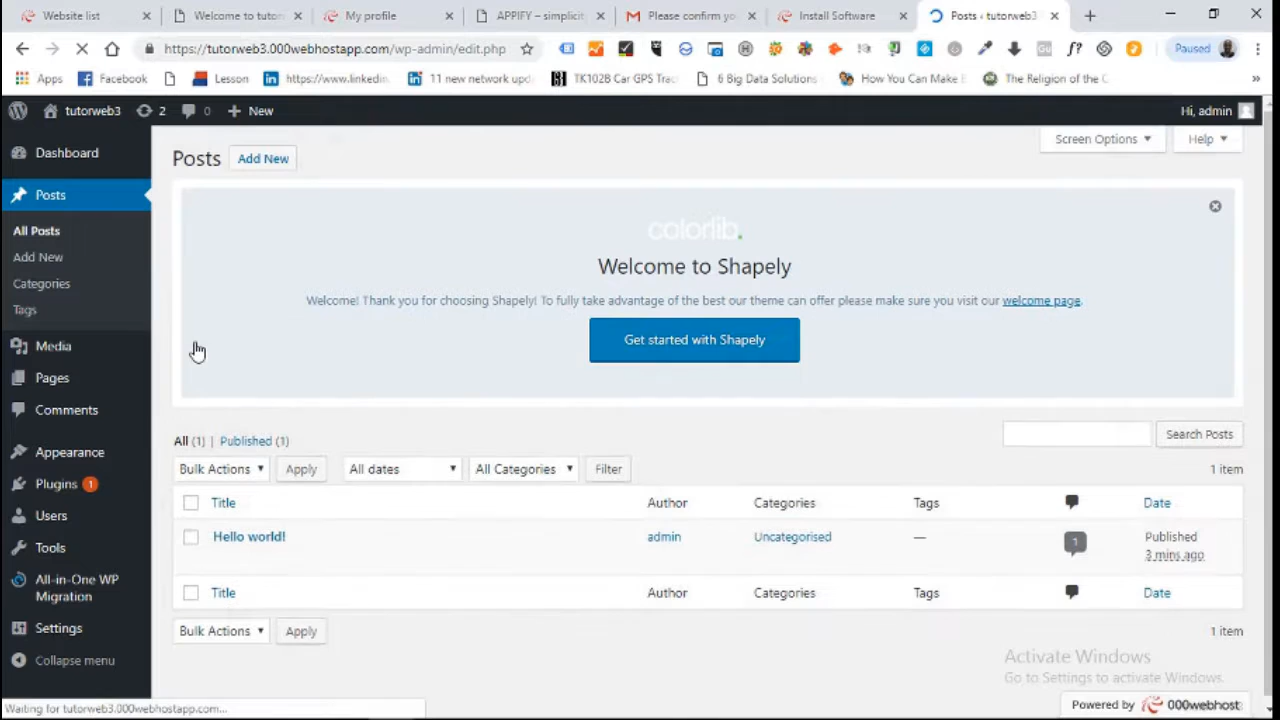 Website list
Welcome to tutor
My profile
APPIFY – simplicit
Please confirm yo
Install Software
Posts ‹ tutorweb3
https://tutorweb3.000webhostapp.com/wp-admin/edit.php
Paused
Apps
Facebook
Lesson
https://www.linkedin
11 new network upd
TK102B Car GPS Trac
6 Big Data Solutions
How You Can Make
The Religion of the C
tutorweb3
2
0
New
Hi, admin
Dashboard
Posts
All Posts
Add New
Categories
Tags
Media
Pages
Comments
Appearance
Plugins 1
Users
Tools
All-in-One WP
Migration
Settings
Collapse menu
Posts
Add New
Screen Options
Help
colorlib.
Welcome to Shapely
Welcome! Thank you for choosing Shapely! To fully take advantage of the best our theme can offer please make sure you visit our welcome page.
Get started with Shapely
All (1) | Published (1)
Search Posts
Bulk Actions
Apply
All dates
All Categories
Filter
1 item
Title
Author
Categories
Tags
Date
Hello world!
admin
Uncategorised
—
1
Published
3 mins ago
Title
Author
Categories
Tags
Date
Bulk Actions
Apply
1 item
Activate Windows
Go to Settings to activate Windows.
Waiting for tutorweb3.000webhostapp.com...
Powered by 000webhost